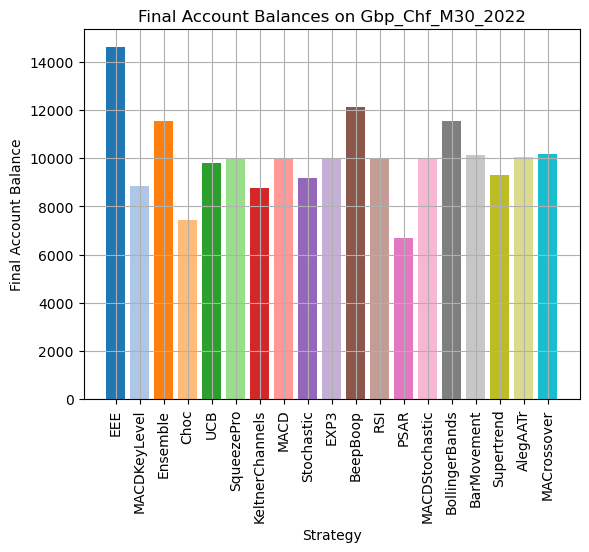 Final Account Balances on Gbp_Chf_M30_2022
Final Account Balance
14000
12000
10000
8000
6000
4000
2000
0
EEE
MACDKeyLevel
Ensemble
Choc
UCB
SqueezePro
KeltnerChannels
MACD
Stochastic
EXP3
BeepBoop
RSI
PSAR
MACDStochastic
BollingerBands
BarMovement
Supertrend
AlegAATr
MACrossover
Strategy